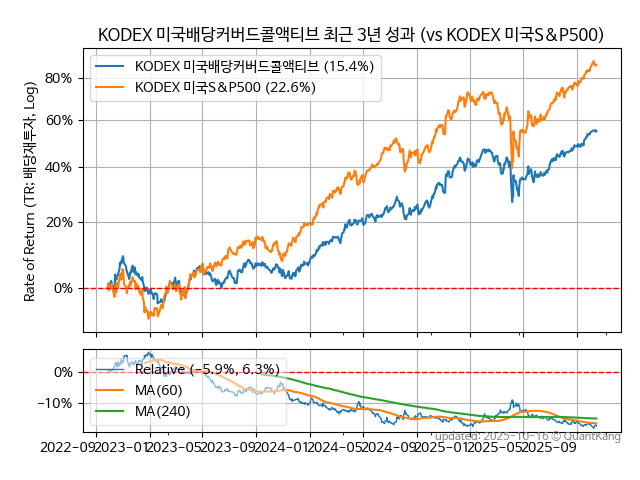 KODEX 미국배당커버드콜액티브 최근 3년 성과 (vs KODEX 미국S&P500)
KODEX 미국배당커버드콜액티브 (15.4%)
KODEX 미국S&P500 (22.6%)
Rate of Return (TR: 배당재투자, Log)
80%
60%
40%
20%
0%
Relative (−5.9%, 6.3%)
MA(60)
MA(240)
0%
−10%
updated: 2025-10-16 © QuantKang
2022-09 2023-01 2023-05 2023-09 2024-01 2024-05 2024-09 2025-01 2025-05 2025-09